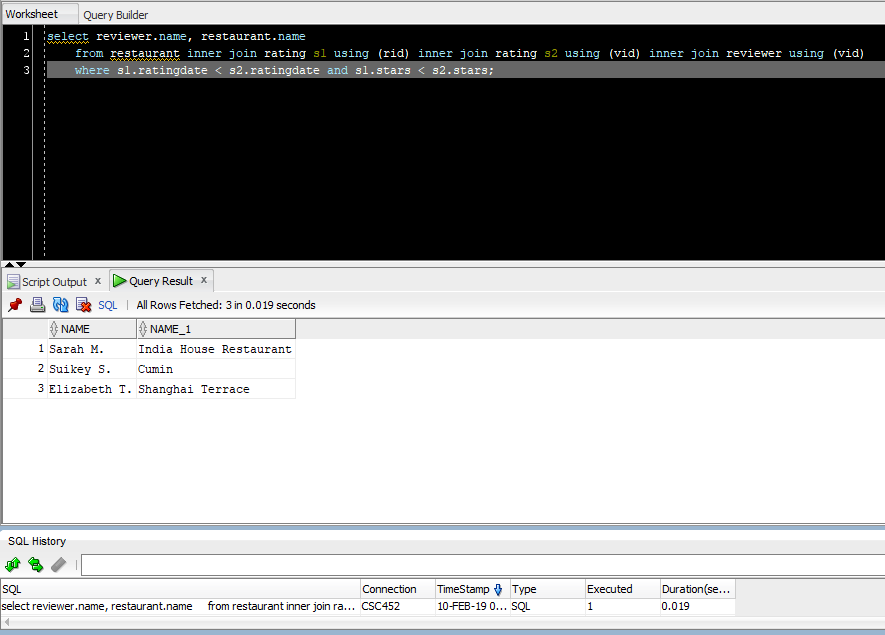 Worksheet Query Builder
1 select reviewer.name, restaurant.name
2 from restaurant inner join rating s1 using (rid) inner join rating s2 using (vid) inner join reviewer using (vid)
3 where s1.ratingdate < s2.ratingdate and s1.stars < s2.stars;
Script Output x Query Result x
SQL | All Rows Fetched: 3 in 0.019 seconds
NAME NAME_1
1 Sarah M. India House Restaurant
2 Suikey S. Cumin
3 Elizabeth T. Shanghai Terrace
SQL History
SQL Connection TimeStamp Type Executed Duration(se...
select reviewer.name, restaurant.name from restaurant inner join ra... CSC452 10-FEB-19 0... SQL 1 0.019